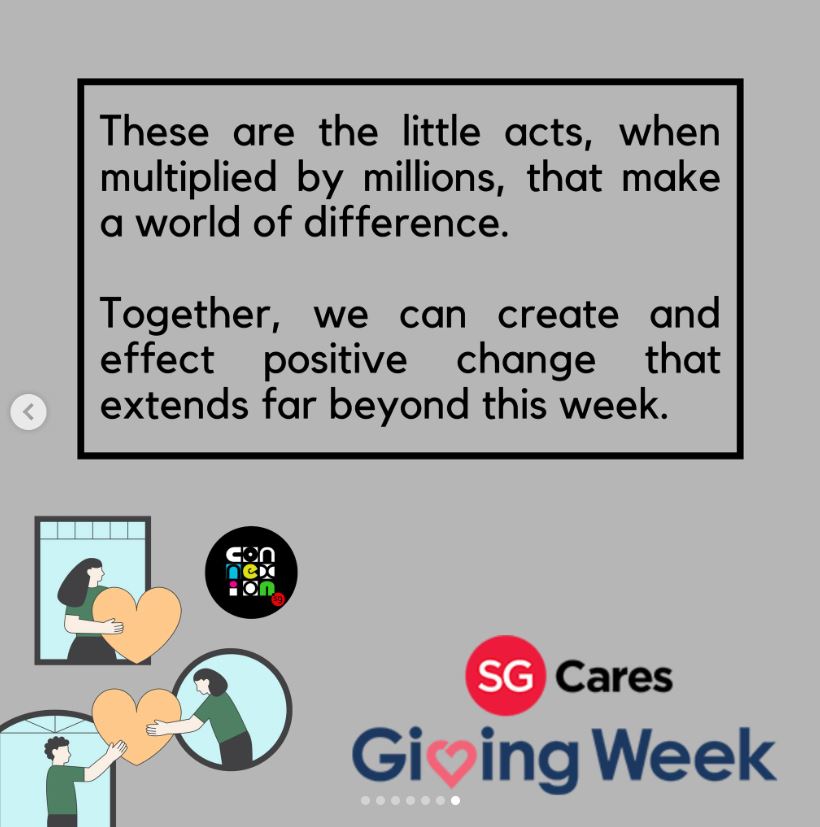 These are the little acts, when
multiplied by millions, that make
a world of difference.
Together, we can create and
effect positive change that
extends far beyond this week.
con
nex
ion
sg
SG Cares
Giving Week